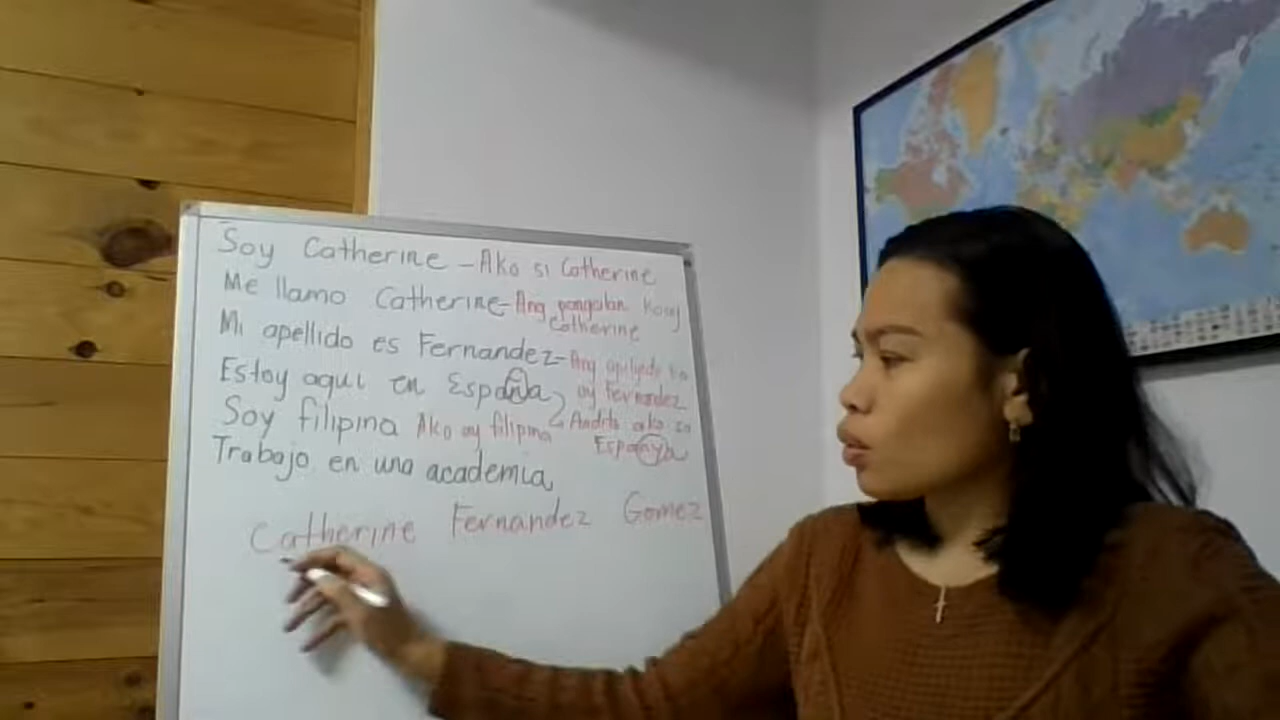 Soy Catherine - Ako si Catherine
Me llamo Catherine - Ang pangalan ko ay
Catherine
Mi apellido es Fernandez - Ang apilyedo ko
ay Fernandez
Estoy aqui en España
Andito ako sa
Espanya
Soy filipina Ako ay filipina
Trabajo en una academia
Catherine Fernandez Gomez